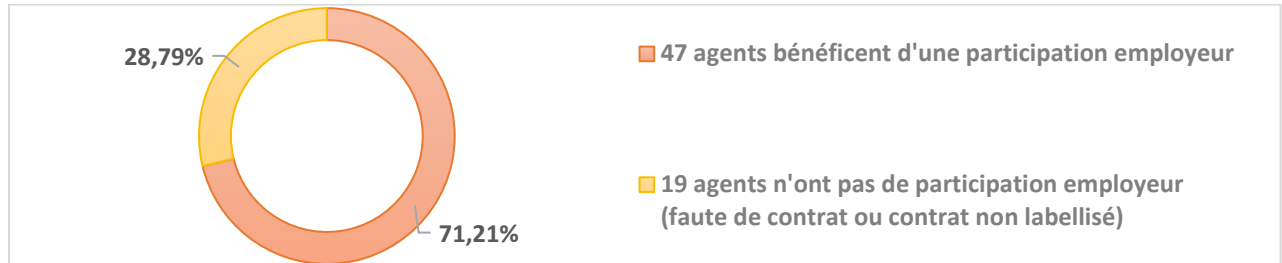 28,79%
47 agents bénéficent d'une participation employeur
19 agents n'ont pas de participation employeur
(faute de contrat ou contrat non labellisé)
71,21%